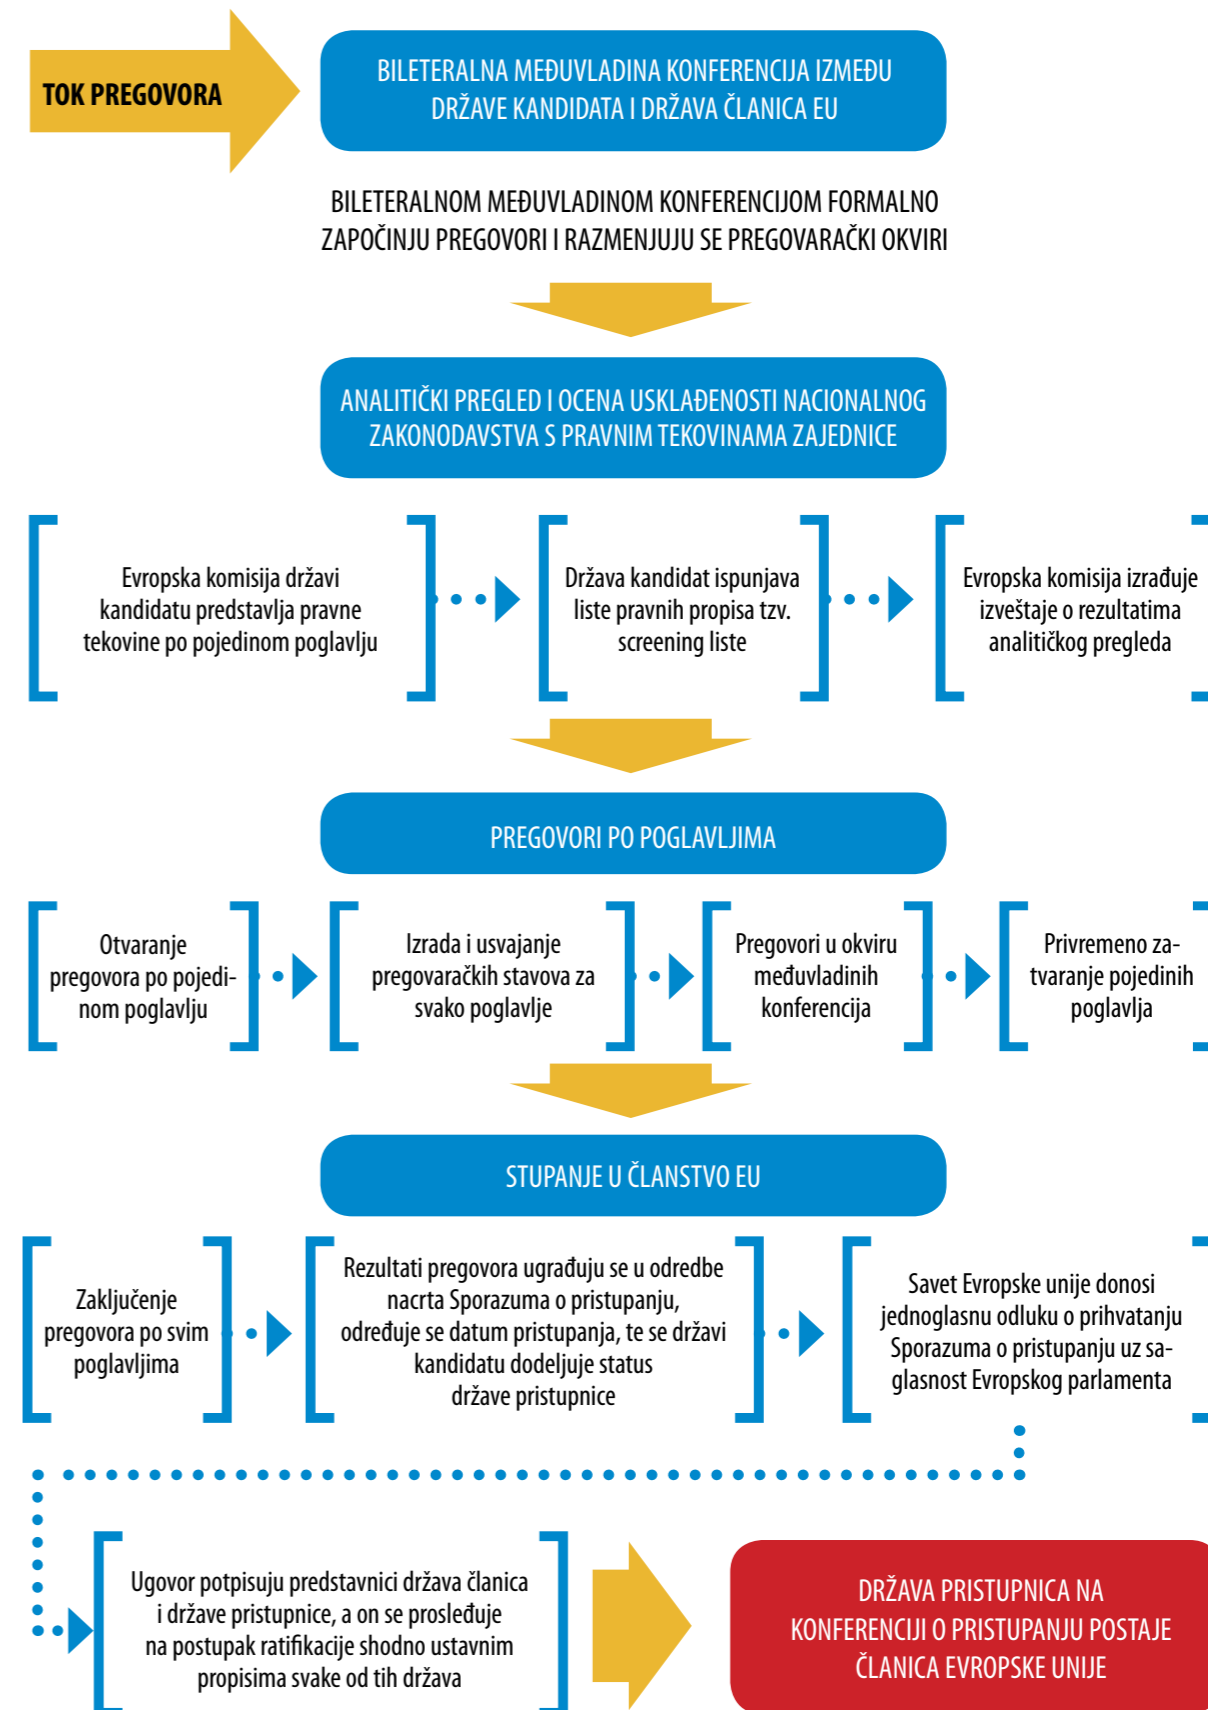 TOK PREGOVORA
BILETERALNA MEĐUVLADINA KONFERENCIJA IZMEĐU
DRŽAVE KANDIDATA I DRŽAVA ČLANICA EU
BILETERALNOM MEĐUVLADINOM KONFERENCIJOM FORMALNO
ZAPOČINJU PREGOVORI I RAZMENJUJU SE PREGOVARAČKI OKVIRI
ANALITIČKI PREGLED I OCENA USKLAĐENOSTI NACIONALNOG
ZAKONODAVSTVA S PRAVNIM TEKOVINAMA ZAJEDNICE
Evropska komisija državi
kandidatu predstavlja pravne
tekovine po pojedinom poglavlju
Država kandidat ispunjava
liste pravnih propisa tzv.
screening liste
Evropska komisija izrađuje
izveštaje o rezultatima
analitičkog pregleda
PREGOVORI PO POGLAVLJIMA
Otvaranje
pregovora po pojedi-
nom poglavlju
Izrada i usvajanje
pregovaračkih stavova za
svako poglavlje
Pregovori u okviru
međuvladinih
konferencija
Privremeno za-
tvaranje pojedinih
poglavlja
STUPANJE U ČLANSTVO EU
Zaključenje
pregovora po svim
poglavljima
Rezultati pregovora ugrađuju se u odredbe
nacrta Sporazuma o pristupanju,
određuje se datum pristupanja, te se državi
kandidatu dodeljuje status
države pristupnice
Savet Evropske unije donosi
jednoglasnu odluku o prihvatanju
Sporazuma o pristupanju uz sa-
glasnost Evropskog parlamenta
Ugovor potpisuju predstavnici država članica
i države pristupnice, a on se prosleđuje
na postupak ratifikacije shodno ustavnim
propisima svake od tih država
DRŽAVA PRISTUPNICA NA
KONFERENCIJI O PRISTUPANJU POSTAJE
ČLANICA EVROPSKE UNIJE